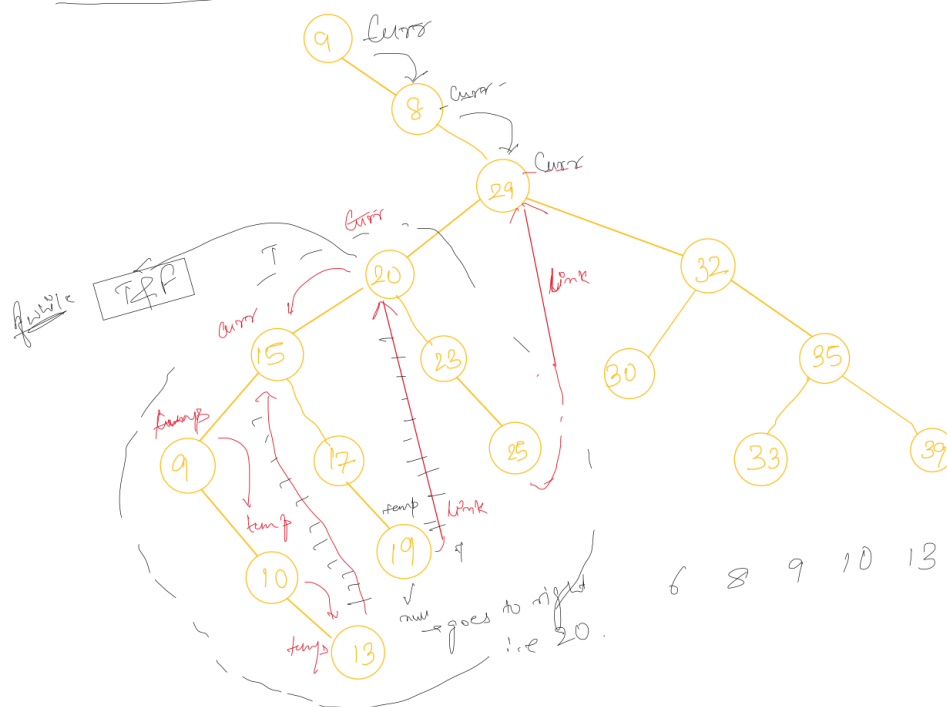 9 Curr
8 Curr
29 Curr
Curr
20
T
T&F
Link
32
curr
15
23
30
35
temp
9
17
25
33
39
temp
temp
Link
19
10
null
→ goes to right
i.e 20.
temp
13
6 8 9 10 13